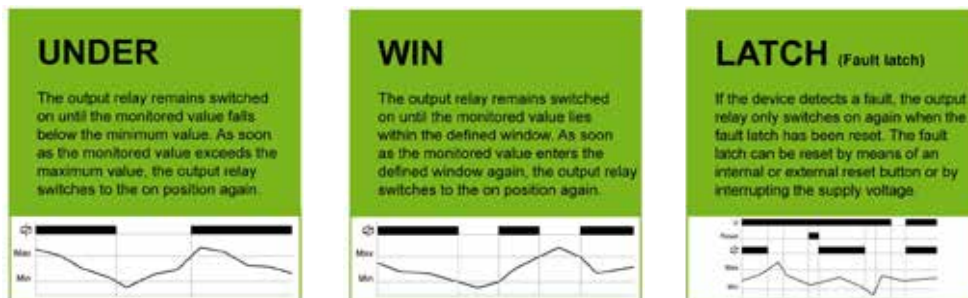 UNDER
The output relay remains switched
on until the monitored value falls
below the minimum value. As soon
as the monitored value exceeds the
maximum value, the output relay
switches to the on position again.
Max
Min
WIN
The output relay remains switched
on until the monitored value lies
within the defined window. As soon
as the monitored value enters the
defined window again, the output relay
switches to the on position again.
Max
Min
LATCH (Fault latch)
If the device detects a fault, the output
relay only switches on again when the
fault latch has been reset. The fault
latch can be reset by means of an
internal or external reset button or by
interrupting the supply voltage
Reset
Max
Min